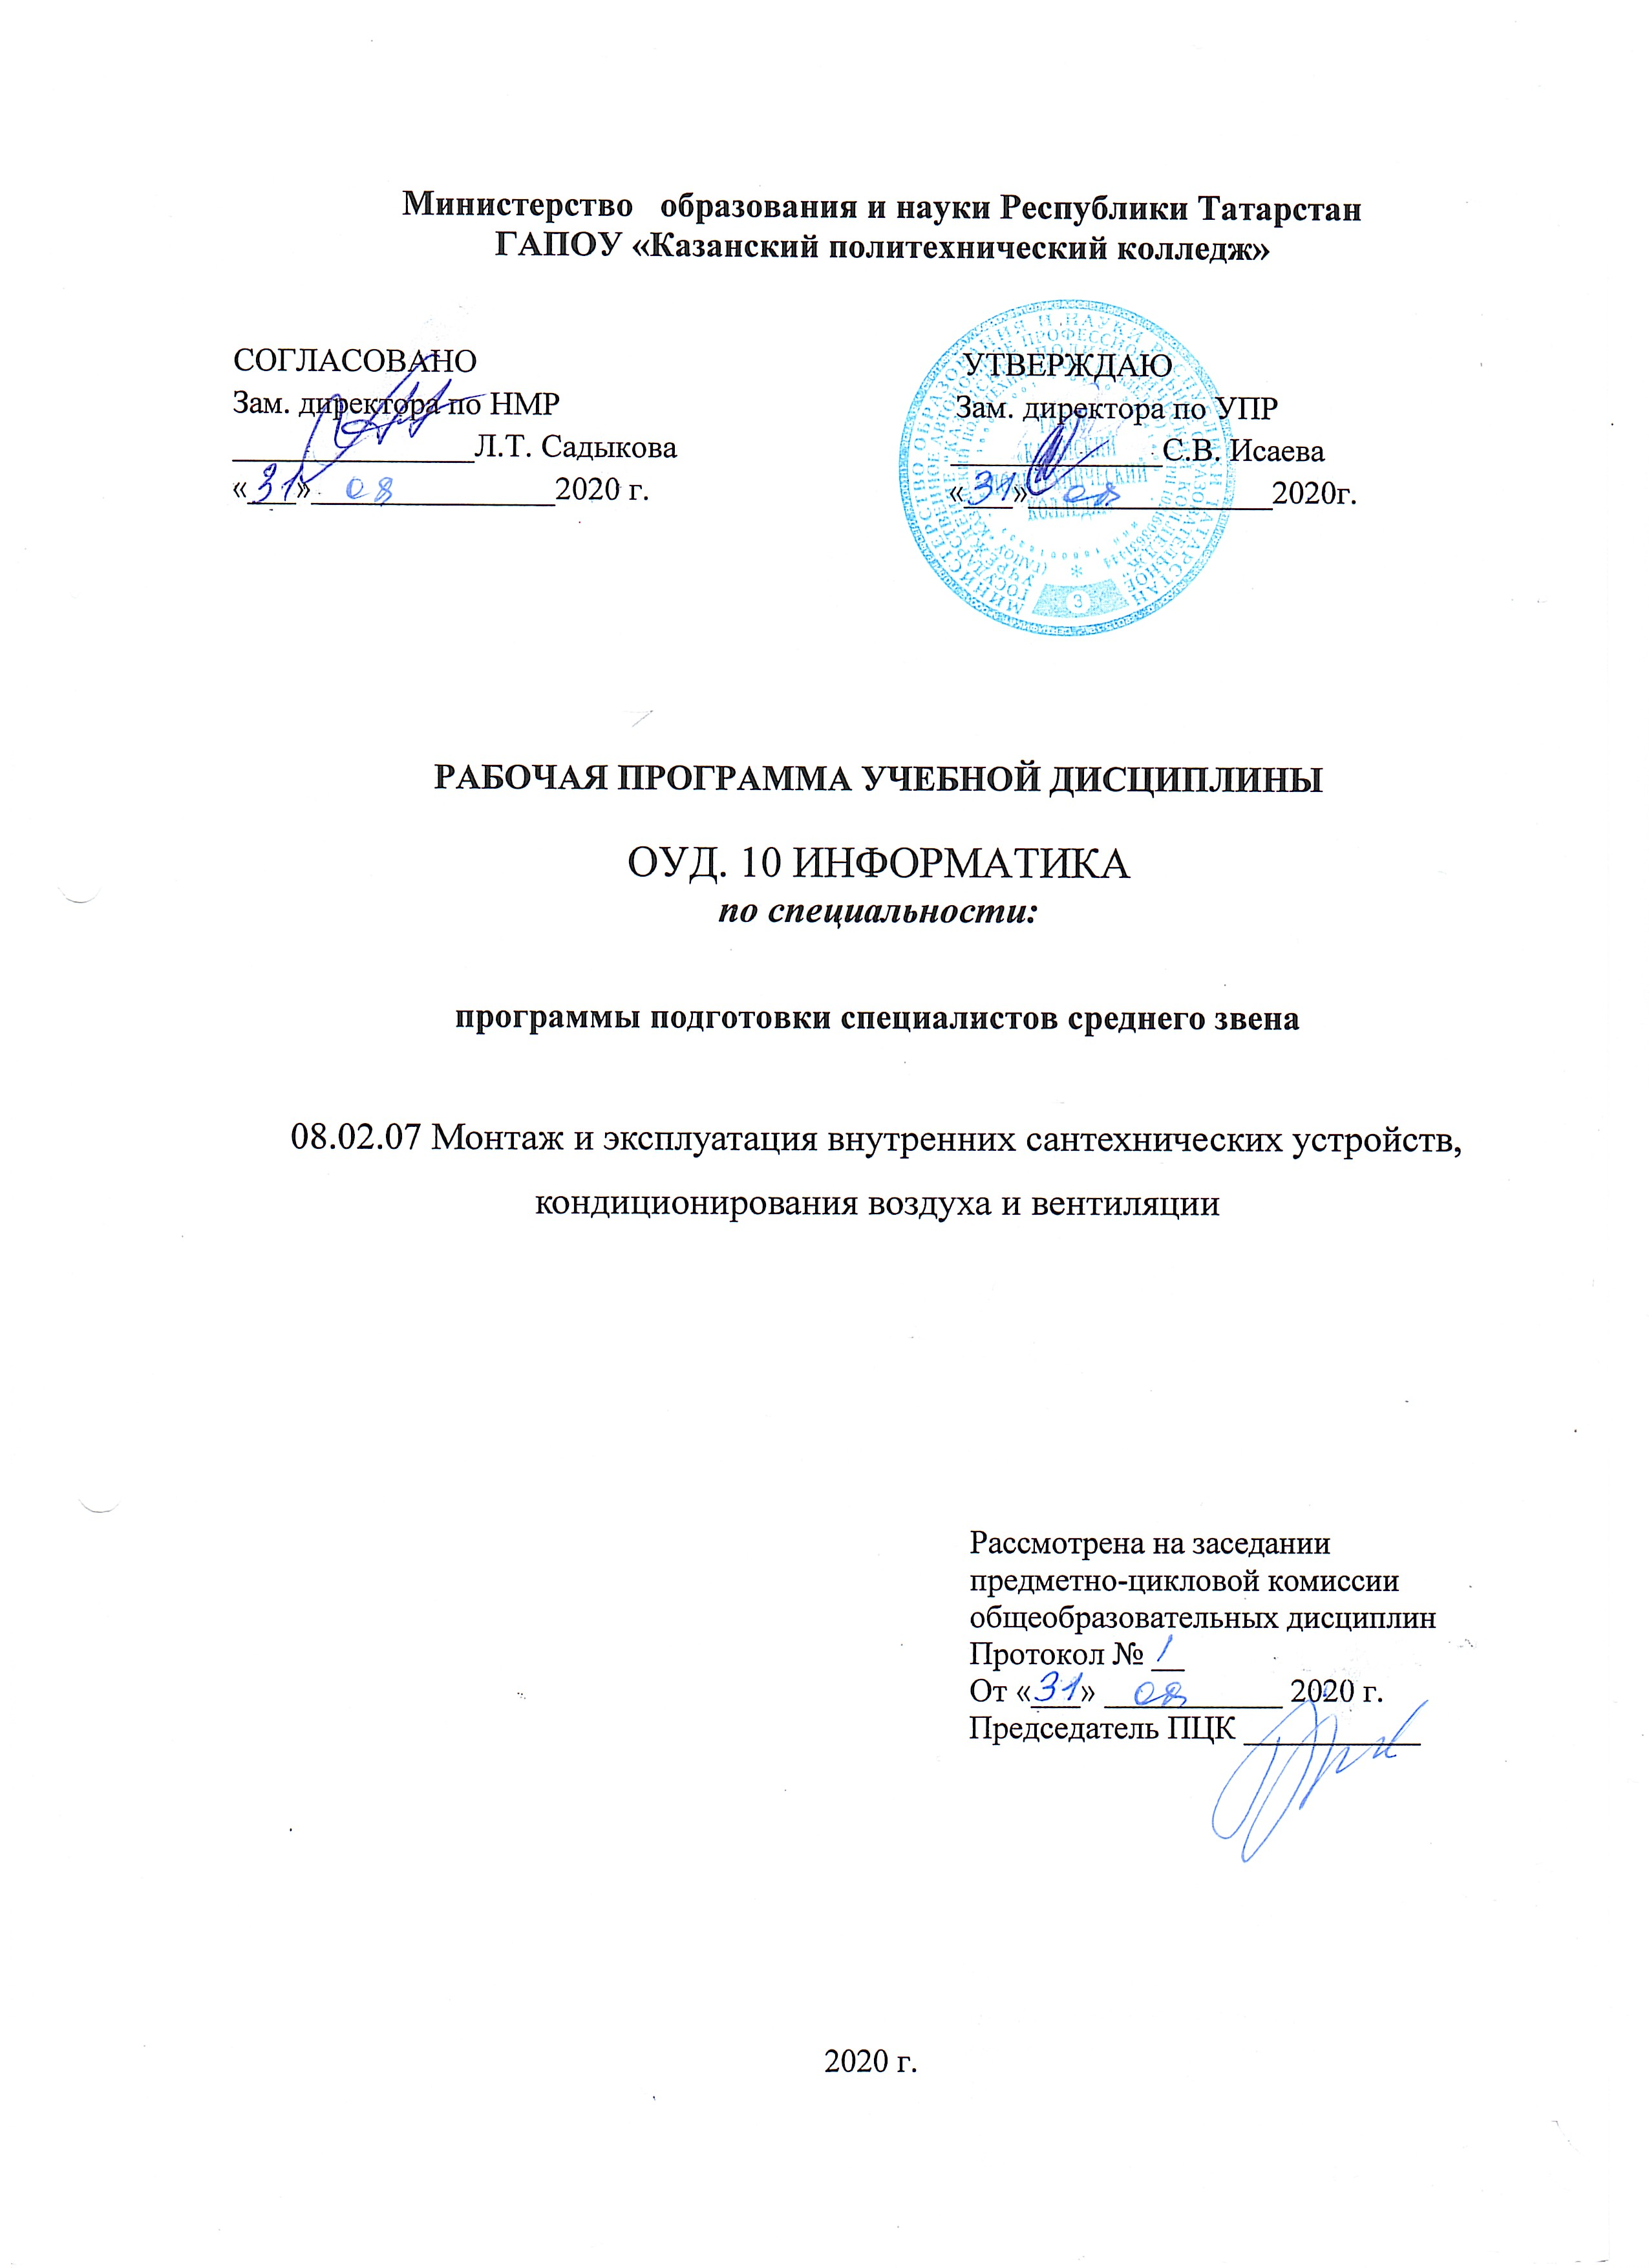 Министерство образования и науки Республики Татарстан
ГАПОУ «Казанский политехнический колледж»
СОГЛАСОВАНО
Зам. директора по НМР
Л.Т. Садыкова
«31» 08 2020 г.
УТВЕРЖДАЮ
Зам. директора по УПР
С.В. Исаева
«31» 08 2020г.
РАБОЧАЯ ПРОГРАММА УЧЕБНОЙ ДИСЦИПЛИНЫ
ОУД. 10 ИНФОРМАТИКА
по специальности:
программы подготовки специалистов среднего звена
08.02.07 Монтаж и эксплуатация внутренних сантехнических устройств,
кондиционирования воздуха и вентиляции
Рассмотрена на заседании
предметно-цикловой комиссии
общеобразовательных дисциплин
Протокол № 1
От «31» 08 2020 г.
Председатель ПЦК
2020 г.